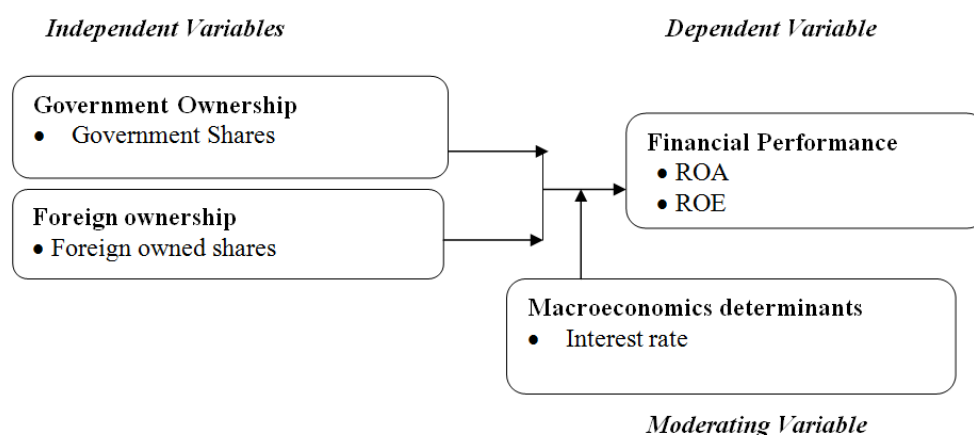 Independent Variables
Dependent Variable
Government Ownership
• Government Shares
Financial Performance
• ROA
• ROE
Foreign ownership
• Foreign owned shares
Macroeconomics determinants
• Interest rate
Moderating Variable